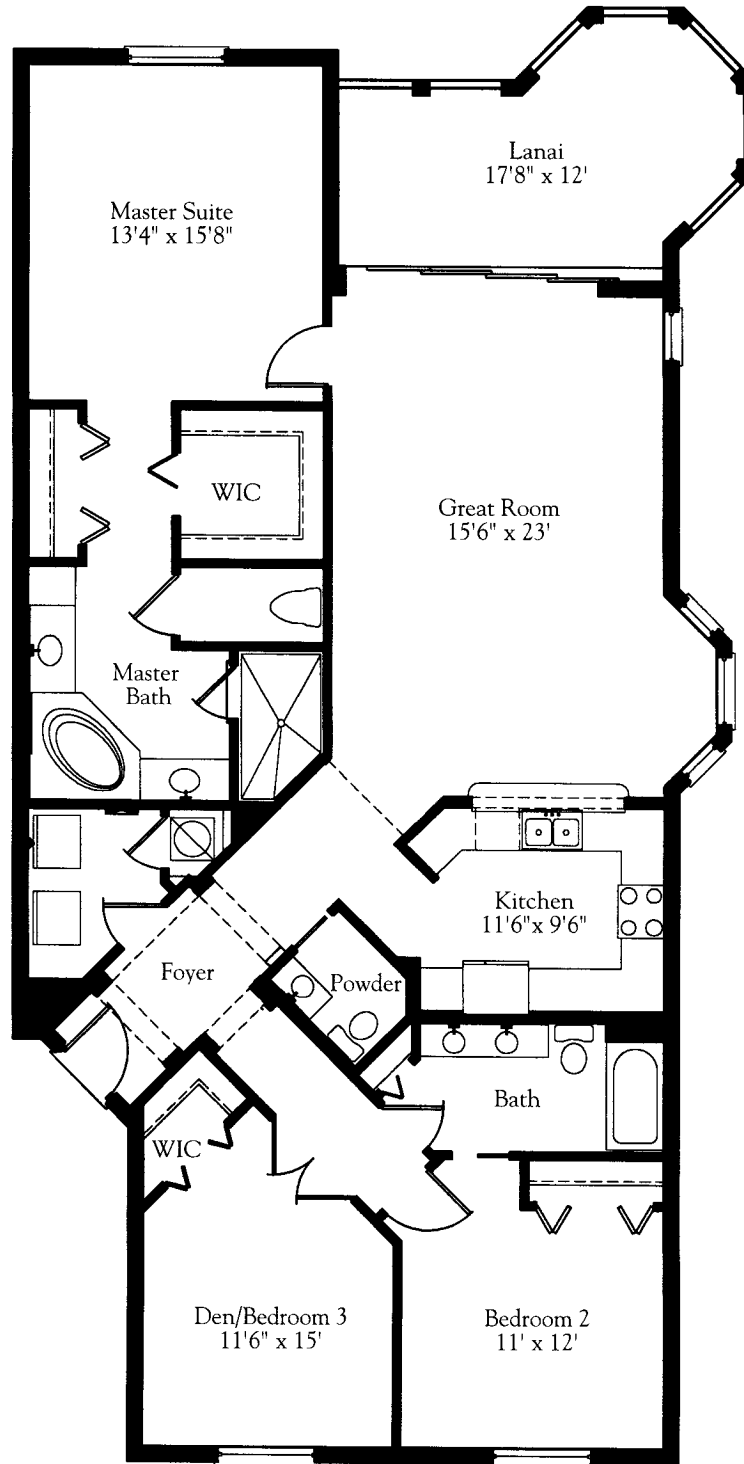 Lanai
17'8" x 12'
Master Suite
13'4" x 15'8"
WIC
Great Room
15'6" x 23'
Master
Bath
Kitchen
11'6"x 9'6"
Foyer
Powder
Bath
WIC
Den/Bedroom 3
11'6" x 15'
Bedroom 2
11' x 12'